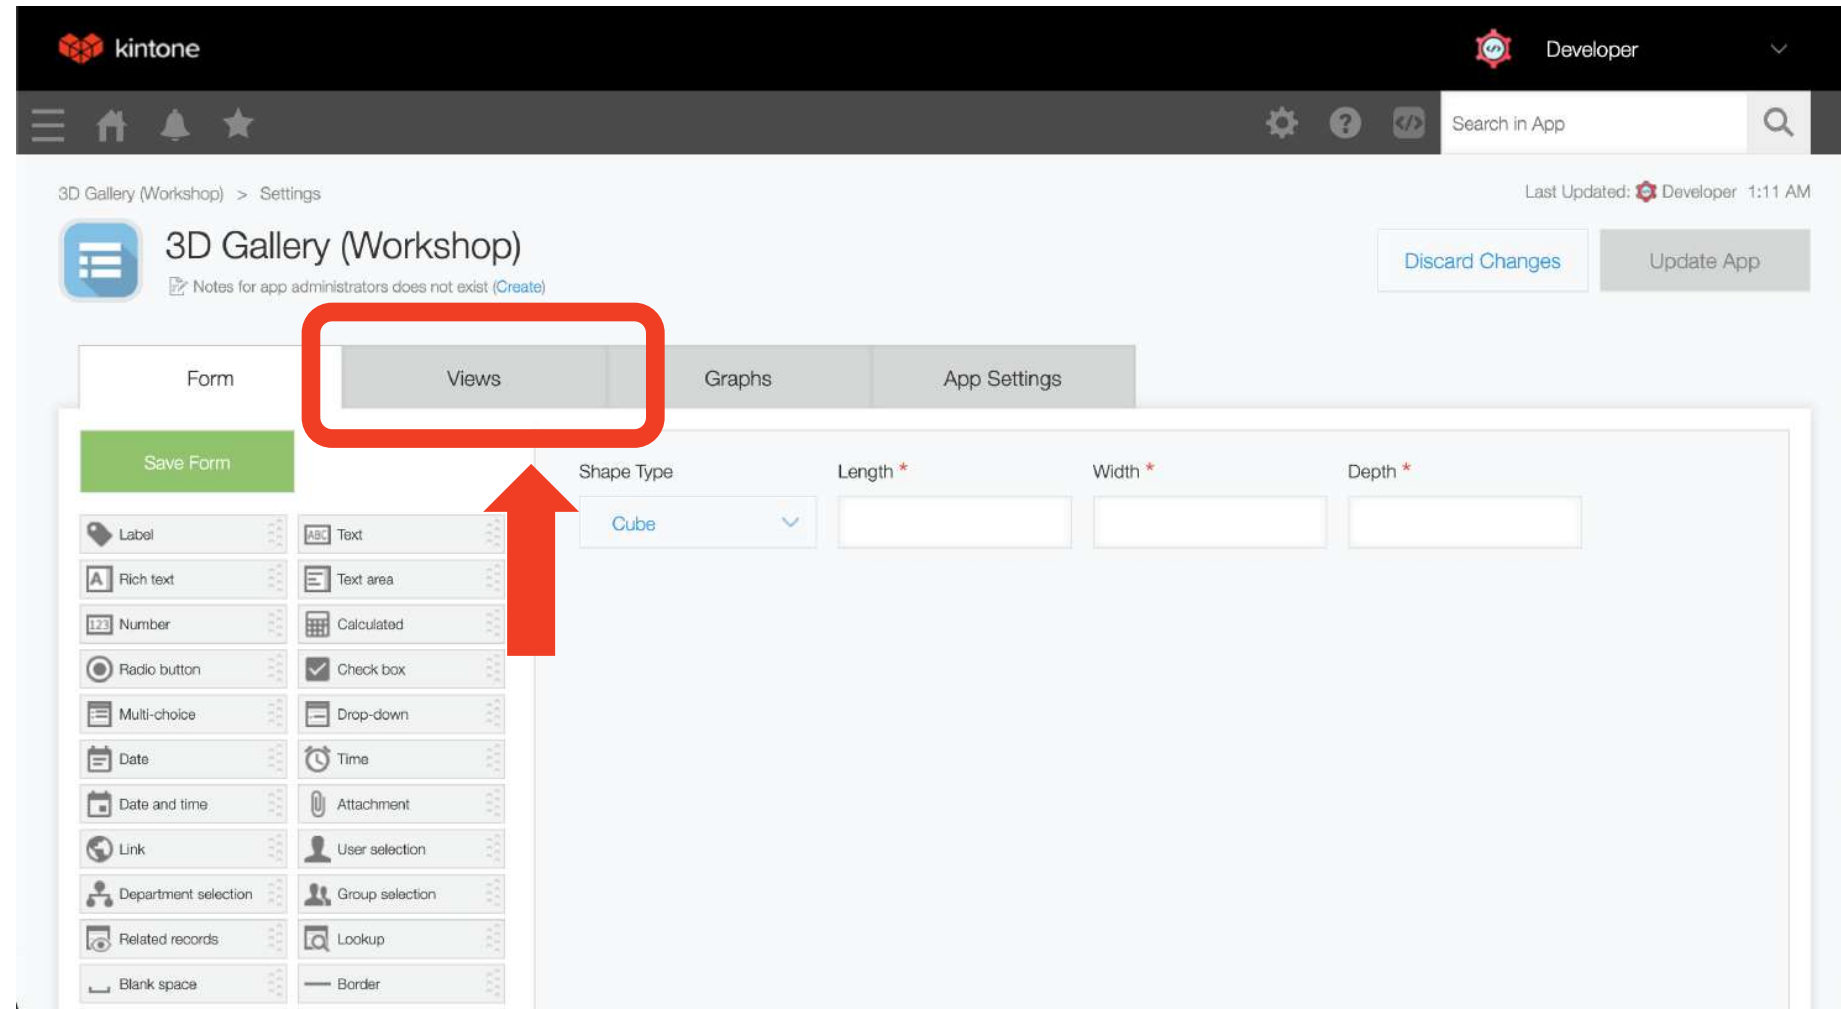 kintone
Developer
Search in App
3D Gallery (Workshop) > Settings
Last Updated: Developer 1:11 AM
3D Gallery (Workshop)
Notes for app administrators does not exist (Create)
Discard Changes
Update App
Form
Views
Graphs
App Settings
Save Form
Shape Type
Length *
Width *
Depth *
Cube
Label
ABC Text
A Rich text
Text area
123 Number
Calculated
Radio button
Check box
Multi-choice
Drop-down
Date
Time
Date and time
Attachment
Link
User selection
Department selection
Group selection
Related records
Lookup
Blank space
Border